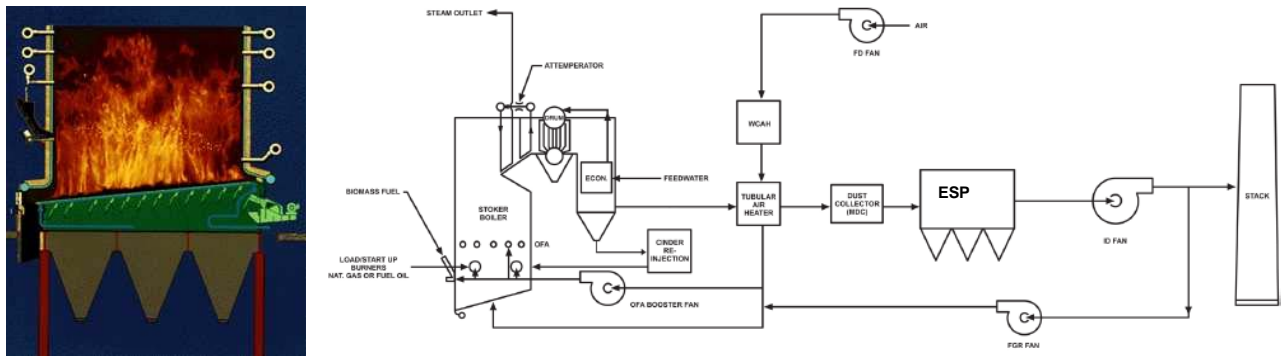 STEAM OUTLET
AIR
FD FAN
ATTEMPERATOR
DRUM
WCAH
ECON.
FEEDWATER
BIOMASS FUEL
STOKER
BOILER
TUBULAR
AIR
HEATER
DUST
COLLECTOR
(MDC)
ESP
ID FAN
STACK
OFA
CINDER
RE-
INJECTION
LOAD/START UP
BURNERS
NAT. GAS OR FUEL OIL
OFA BOOSTER FAN
FGR FAN